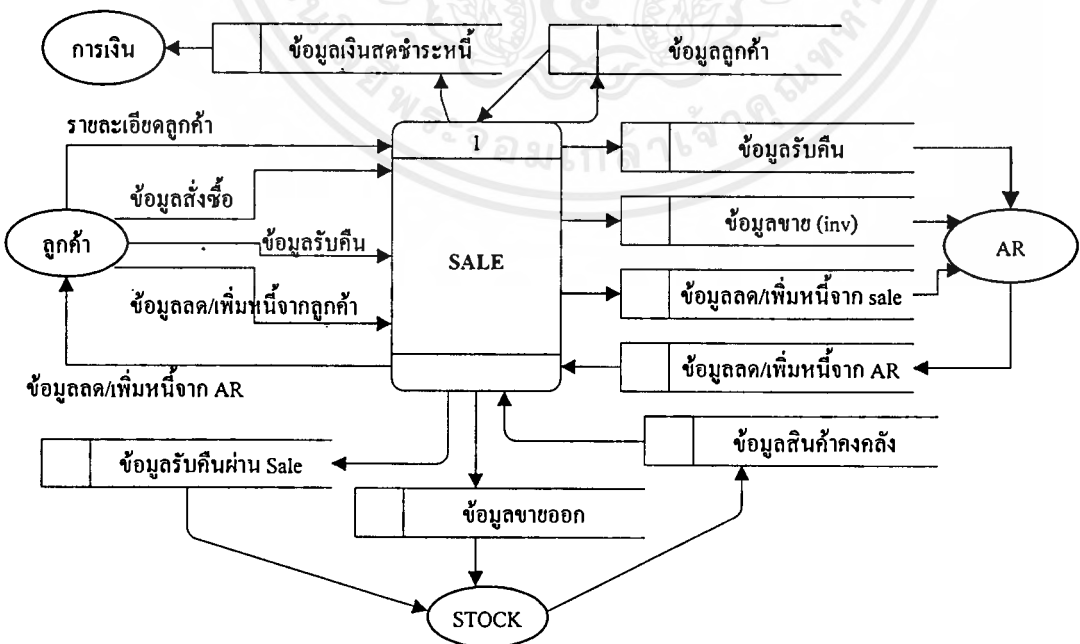 การเงิน
ข้อมูลเงินสดชำระหนี้
ข้อมูลลูกค้า
รายละเอียดลูกค้า
1
ข้อมูลรับคืน
ข้อมูลสั่งซื้อ
ข้อมูลขาย (inv)
ลูกค้า
ข้อมูลรับคืน
SALE
AR
ข้อมูลลด/เพิ่มหนี้จากลูกค้า
ข้อมูลลด/เพิ่มหนี้จาก sale
ข้อมูลลด/เพิ่มหนี้จาก AR
ข้อมูลลด/เพิ่มหนี้จาก AR
ข้อมูลสินค้าคงคลัง
ข้อมูลรับคืนผ่าน Sale
ข้อมูลขายออก
STOCK